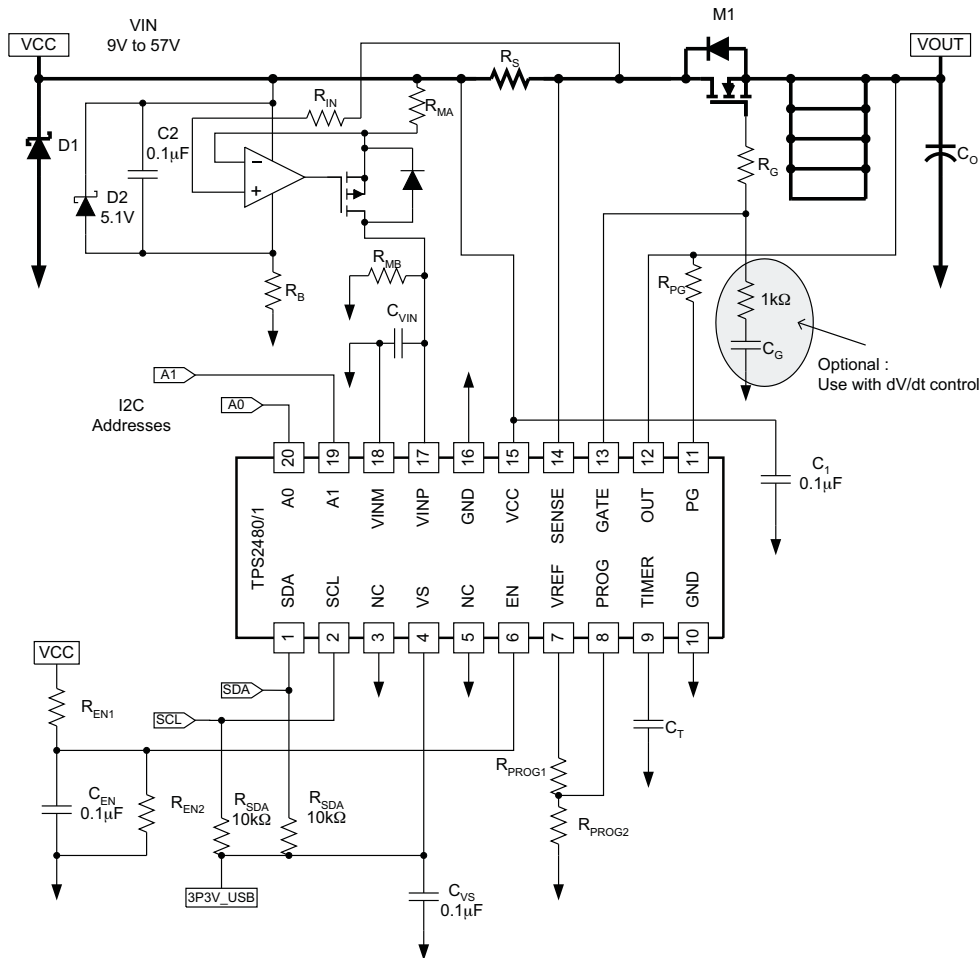 VIN
9V to 57V
M1
VCC
VOUT
R_S
R_IN
R_MA
C2
0.1μF
D1
D2
5.1V
−
+
R_G
C_O
R_B
R_MB
R_PG
1kΩ
C_VIN
C_G
Optional :
Use with dV/dt control
A1
A0
I2C
Addresses
20 19 18 17 16 15 14 13 12 11
C_1
0.1μF
A0 A1 VINM VINP GND VCC SENSE GATE OUT PG
TPS2480/1
SDA SCL NC VS NC EN VREF PROG TIMER GND
1 2 3 4 5 6 7 8 9 10
VCC
SDA
R_EN1
SCL
C_T
R_PROG1
C_EN
0.1μF
R_EN2
R_SDA
10kΩ
R_SDA
10kΩ
R_PROG2
3P3V_USB
C_VS
0.1μF